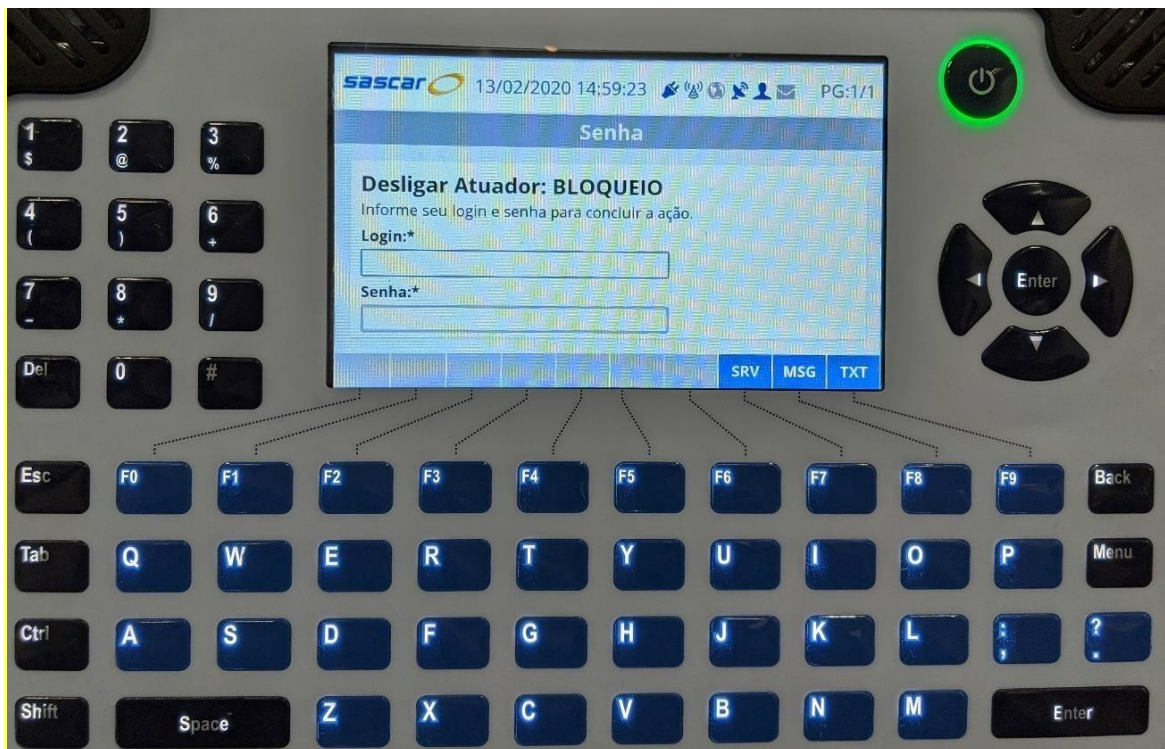 sascar 13/02/2020 14:59:23 PG:1/1
Senha
Desligar Atuador: BLOQUEIO
Informe seu login e senha para concluir a ação.
Login:*
Senha:*
SRV MSG TXT
1 2 3
$ @ %
4 5 6
( ) +
7 8 9
- * /
Del 0 #
Enter
Esc F0 F1 F2 F3 F4 F5 F6 F7 F8 F9 Back
Tab Q W E R T Y U I O P Menu
Ctrl A S D F G H J K L : ; ? .
Shift Space Z X C V B N M Enter